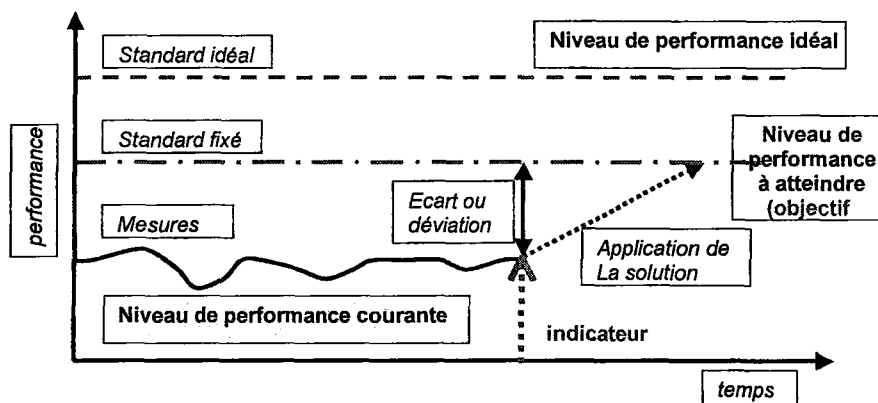 Standard idéal
Niveau de performance idéal
performance
Standard fixé
Niveau de
performance
à atteindre
(objectif
Ecart ou
déviation
Mesures
Application de
La solution
Niveau de performance courante
indicateur
temps